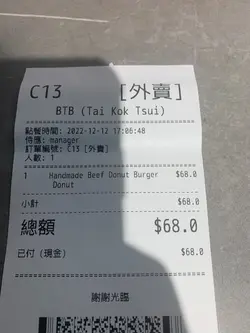 C13 [外賣]
BTB (Tai Kok Tsui)
點餐時間: 2022-12-12 17:06:48
侍應: manager
訂單編號: C13 [外賣]
人數: 1
1 Handmade Beef Donut Burger $68.0
Donut
小計 $68.0
總額 $68.0
已付 (現金) $68.0
謝謝光臨